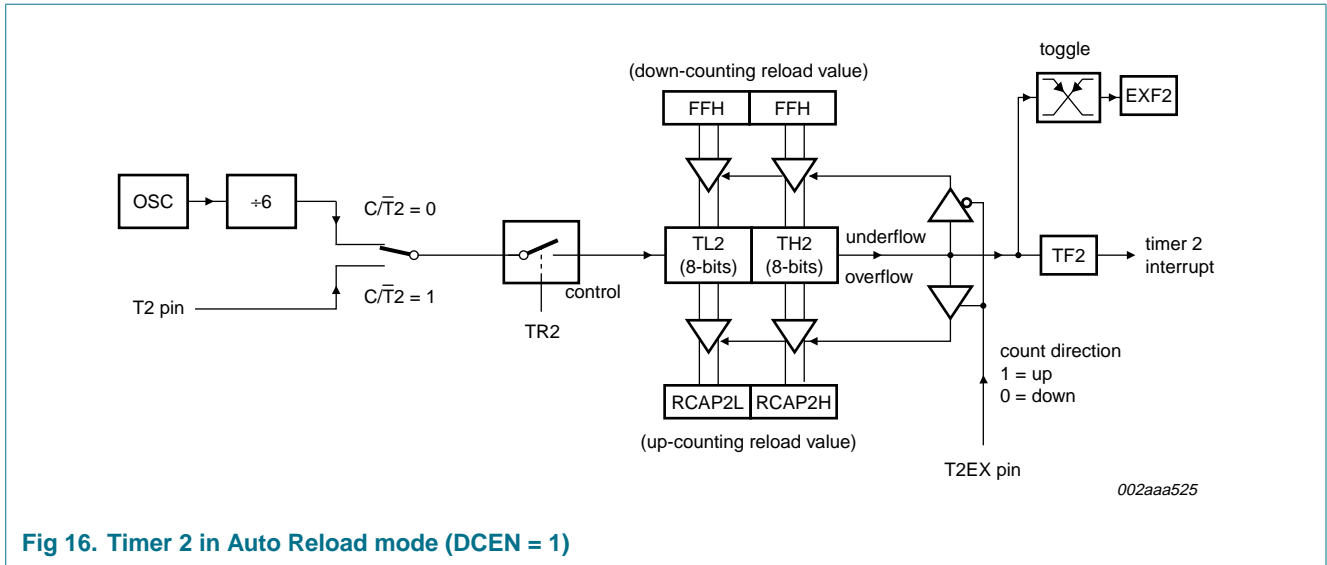 toggle
(down-counting reload value)
FFH FFH
EXF2
OSC
÷6
C/T̅2 = 0
TL2 (8-bits)
TH2 (8-bits)
underflow
overflow
TF2
timer 2
interrupt
control
C/T̅2 = 1
T2 pin
TR2
count direction
1 = up
0 = down
RCAP2L RCAP2H
(up-counting reload value)
T2EX pin
002aaa525
Fig 16. Timer 2 in Auto Reload mode (DCEN = 1)